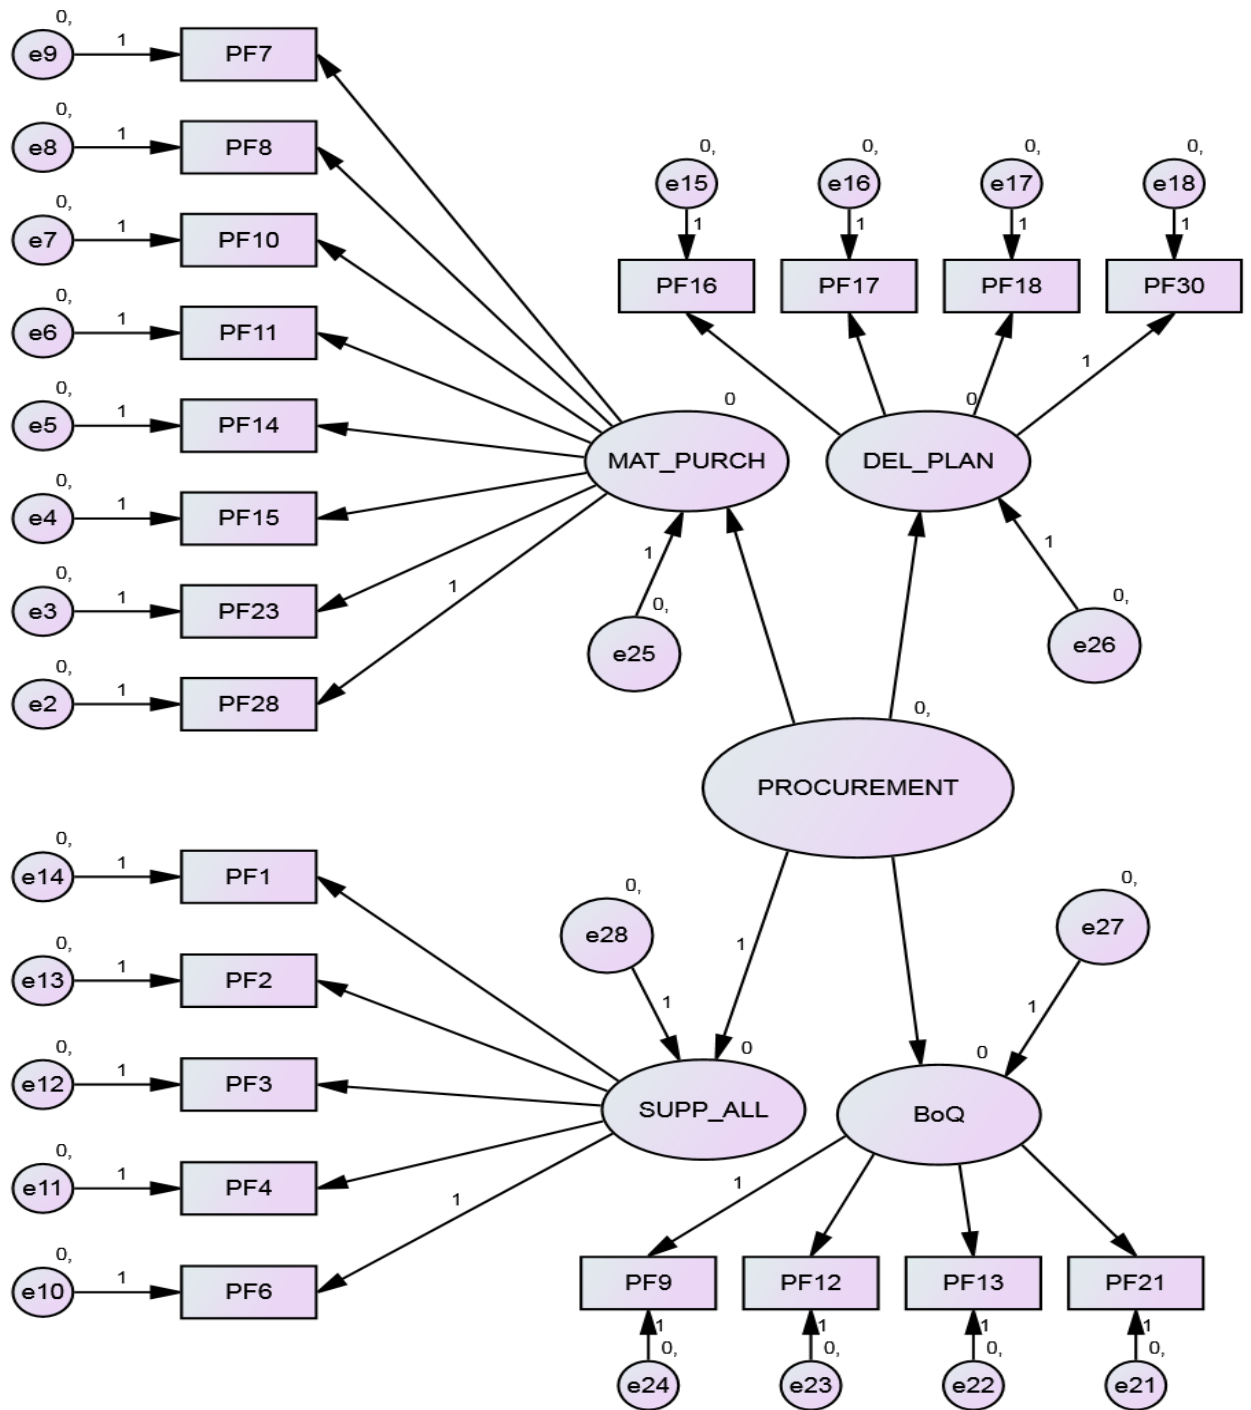 0,
e9 1 PF7
0,
e8 1 PF8
0,
e7 1 PF10
0,
e6 1 PF11
0,
e5 1 PF14
0,
e4 1 PF15
0,
e3 1 PF23
0,
e2 1 PF28
1
0, 0, 0, 0,
e15 e16 e17 e18
1 1 1 1
PF16 PF17 PF18 PF30
1
0 0
MAT_PURCH DEL_PLAN
1 1
0, 0,
e25 e26
0,
PROCUREMENT
0,
e14 1 PF1
0,
e13 1 PF2
0,
e12 1 PF3
0,
e11 1 PF4
0,
e10 1 PF6
1
0, 0,
e28 e27
1
1 1
0 0
SUPP_ALL BoQ
1
PF9 PF12 PF13 PF21
1 1 1 1
0, 0, 0, 0,
e24 e23 e22 e21